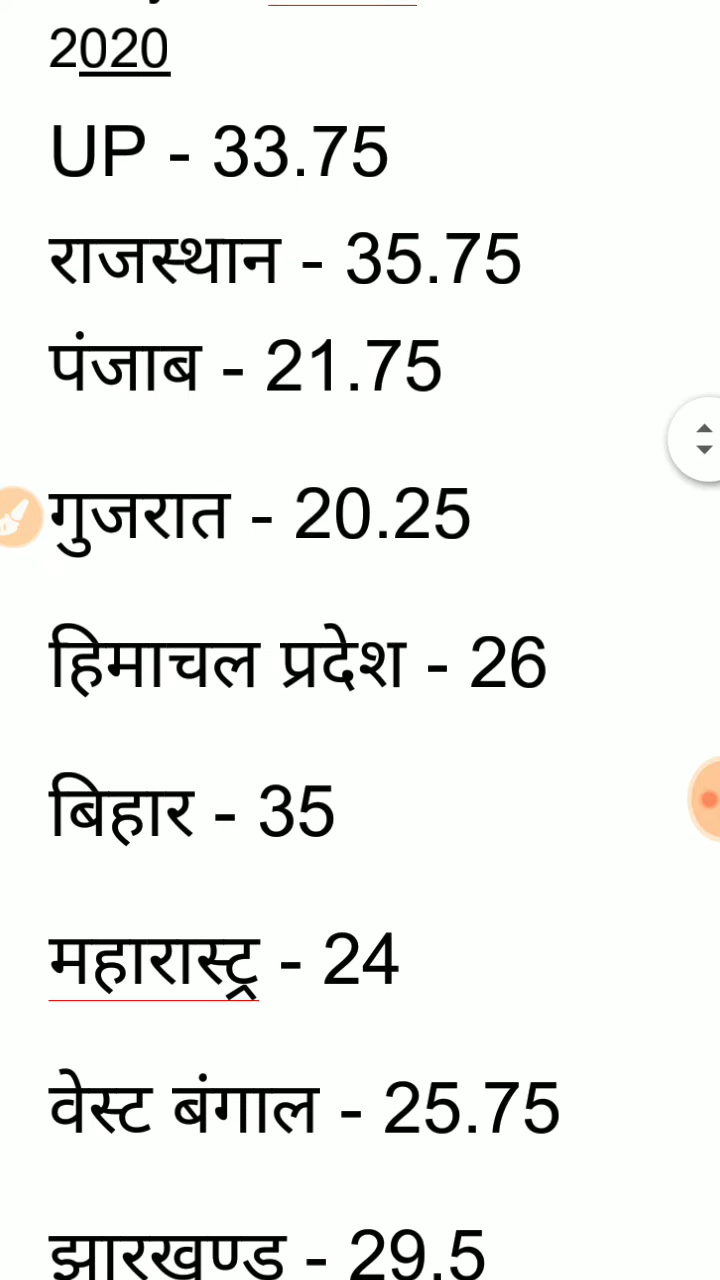 2020
UP - 33.75
राजस्थान - 35.75
पंजाब - 21.75
गुजरात - 20.25
हिमाचल प्रदेश - 26
बिहार - 35
महारास्ट्र - 24
वेस्ट बंगाल - 25.75
झारखण्ड - 29.5